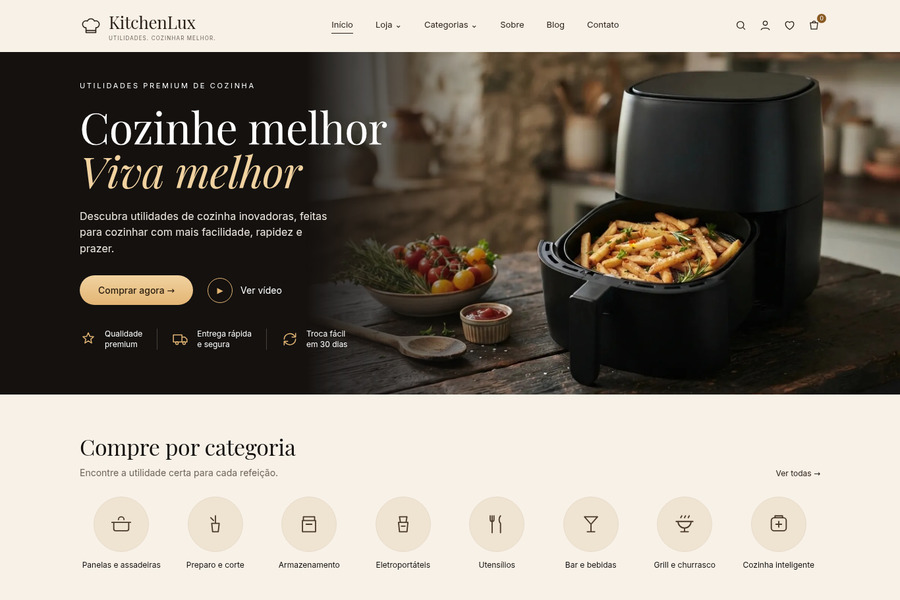 KitchenLux
UTILIDADES. COZINHAR MELHOR.
Início
Loja
Categorias
Sobre
Blog
Contato
0
UTILIDADES PREMIUM DE COZINHA
Cozinhe melhor
Viva melhor
Descubra utilidades de cozinha inovadoras, feitas
para cozinhar com mais facilidade, rapidez e
prazer.
Comprar agora →
Ver vídeo
Qualidade
premium
Entrega rápida
e segura
Troca fácil
em 30 dias
Compre por categoria
Encontre a utilidade certa para cada refeição.
Ver todas →
Panelas e assadeiras
Preparo e corte
Armazenamento
Eletroportáteis
Utensílios
Bar e bebidas
Grill e churrasco
Cozinha inteligente